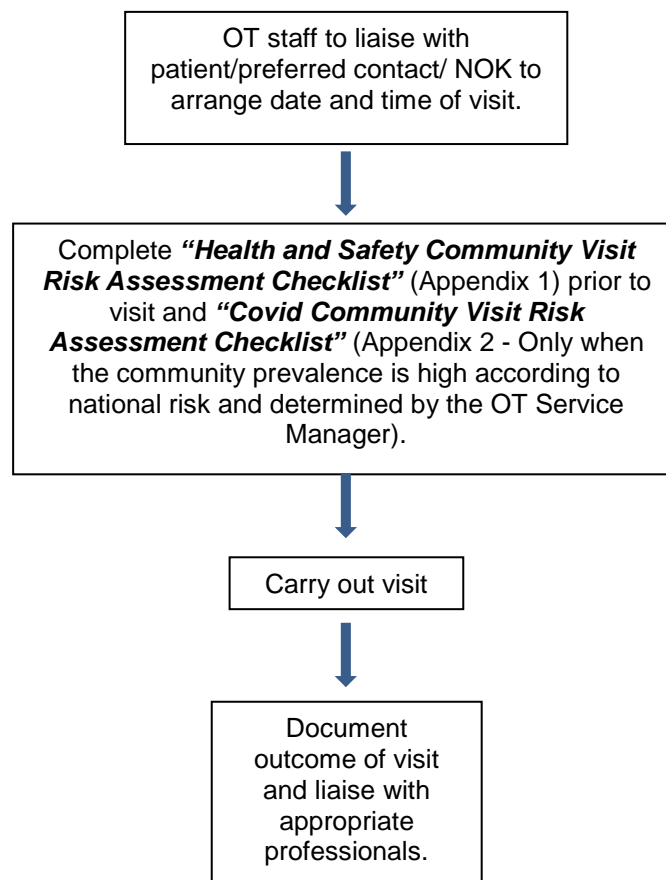 OT staff to liaise with
patient/preferred contact/ NOK to
arrange date and time of visit.
Complete “Health and Safety Community Visit
Risk Assessment Checklist” (Appendix 1) prior to
visit and “Covid Community Visit Risk
Assessment Checklist” (Appendix 2 - Only when
the community prevalence is high according to
national risk and determined by the OT Service
Manager).
Carry out visit
Document
outcome of visit
and liaise with
appropriate
professionals.